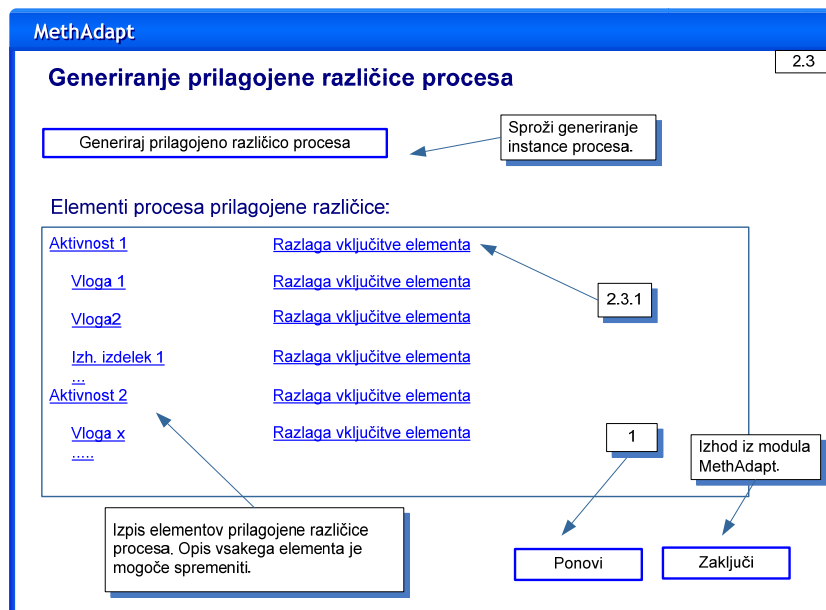 MethAdapt
2.3
Generiranje prilagojene različice procesa
Generiraj prilagojeno različico procesa
Sproži generiranje
instance procesa.
Elementi procesa prilagojene različice:
Aktivnost 1 Razlaga vključitve elementa
Vloga 1 Razlaga vključitve elementa
2.3.1
Vloga2 Razlaga vključitve elementa
Izh. izdelek 1 Razlaga vključitve elementa
...
Aktivnost 2 Razlaga vključitve elementa
Vloga x Razlaga vključitve elementa
.....
1
Izhod iz modula
MethAdapt.
Izpis elementov prilagojene različice
procesa. Opis vsakega elementa je
mogoče spremeniti.
Ponovi
Zaključi